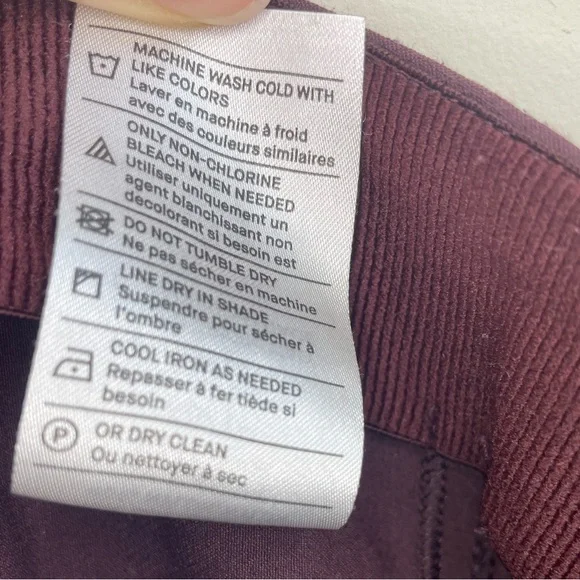 MACHINE WASH COLD WITH
LIKE COLORS
Laver en machine à froid
avec des couleurs similaires
ONLY NON-CHLORINE
BLEACH WHEN NEEDED
Utiliser uniquement un
agent blanchissant non
décolorant si besoin est
DO NOT TUMBLE DRY
Ne pas sécher en machine
LINE DRY IN SHADE
Suspendre pour sécher à
l'ombre
COOL IRON AS NEEDED
Repasser à fer tiède si
besoin
P OR DRY CLEAN
Ou nettoyer à sec